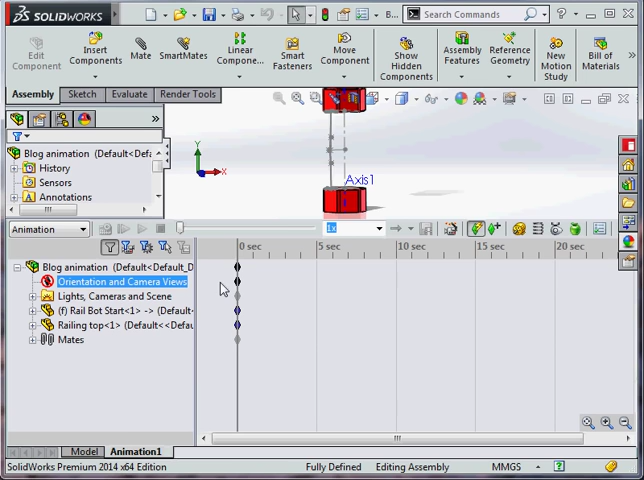 SOLIDWORKS
B...
Search Commands
Edit Component
Insert Components
Mate
SmartMates
Linear Compone...
Smart Fasteners
Move Component
Show Hidden Components
Assembly Features
Reference Geometry
New Motion Study
Bill of Materials
Assembly
Sketch
Evaluate
Render Tools
Blog animation (Default<Defa
History
Sensors
Annotations
Y
X
Axis1
Animation
1x
0 sec
5 sec
10 sec
15 sec
20 sec
Blog animation (Default<Default_D
Orientation and Camera Views
Lights, Cameras and Scene
(f) Rail Bot Start<1> -> (Default
Railing top<1> (Default<<Defau
Mates
Model
Animation1
SolidWorks Premium 2014 x64 Edition
Fully Defined
Editing Assembly
MMGS